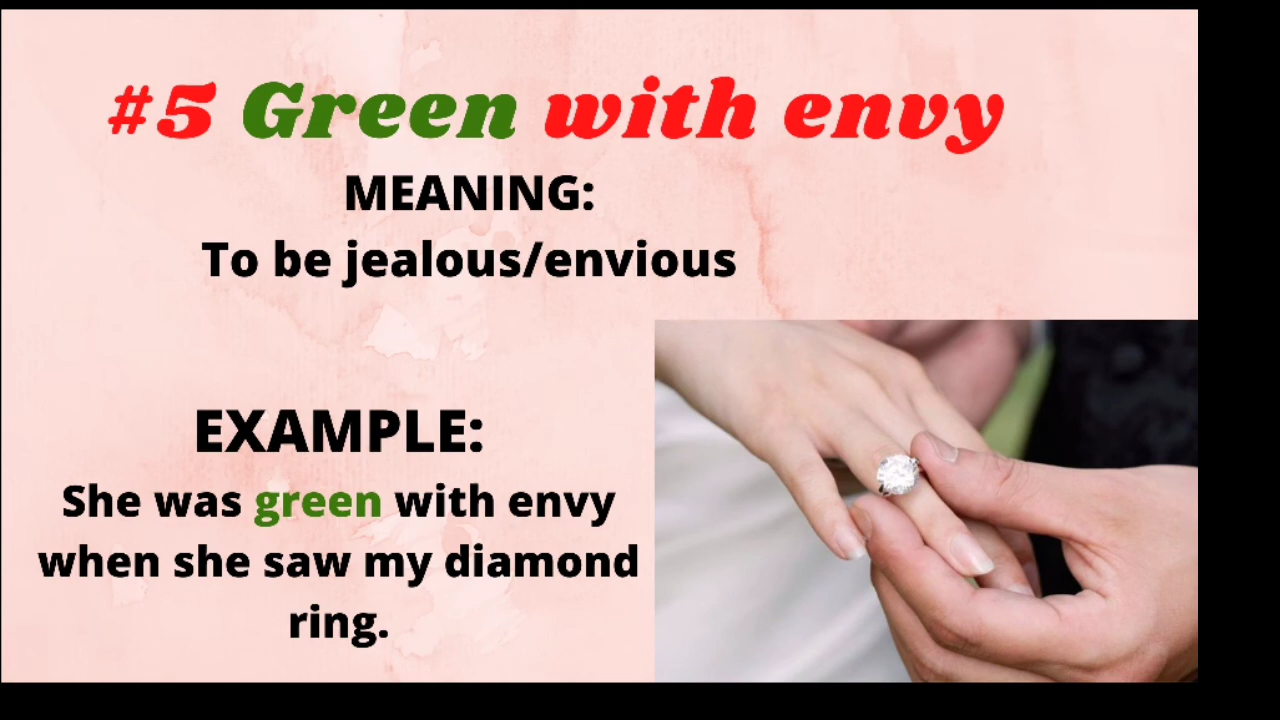 #5 Green with envy
MEANING:
To be jealous/envious
EXAMPLE:
She was green with envy
when she saw my diamond
ring.